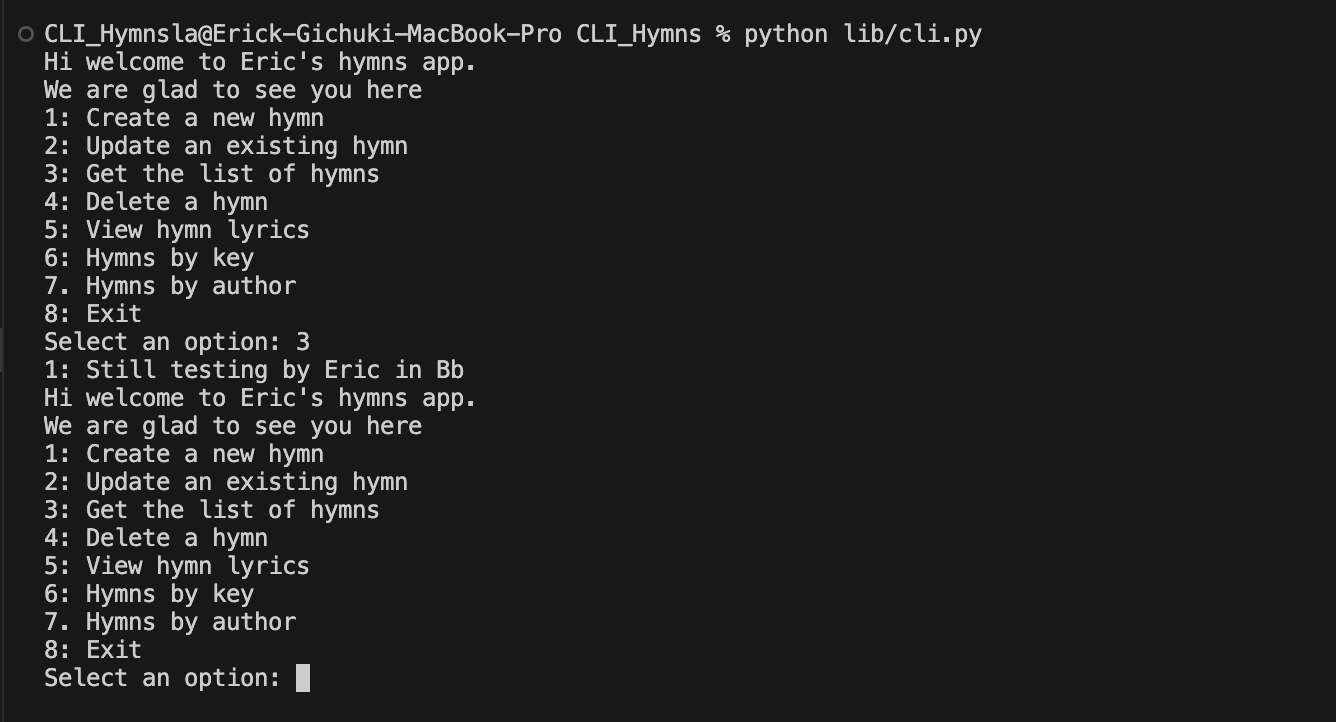 CLI_Hymnsla@Erick-Gichuki-MacBook-Pro CLI_Hymns % python lib/cli.py
Hi welcome to Eric's hymns app.
We are glad to see you here
1: Create a new hymn
2: Update an existing hymn
3: Get the list of hymns
4: Delete a hymn
5: View hymn lyrics
6: Hymns by key
7. Hymns by author
8: Exit
Select an option: 3
1: Still testing by Eric in Bb
Hi welcome to Eric's hymns app.
We are glad to see you here
1: Create a new hymn
2: Update an existing hymn
3: Get the list of hymns
4: Delete a hymn
5: View hymn lyrics
6: Hymns by key
7. Hymns by author
8: Exit
Select an option: